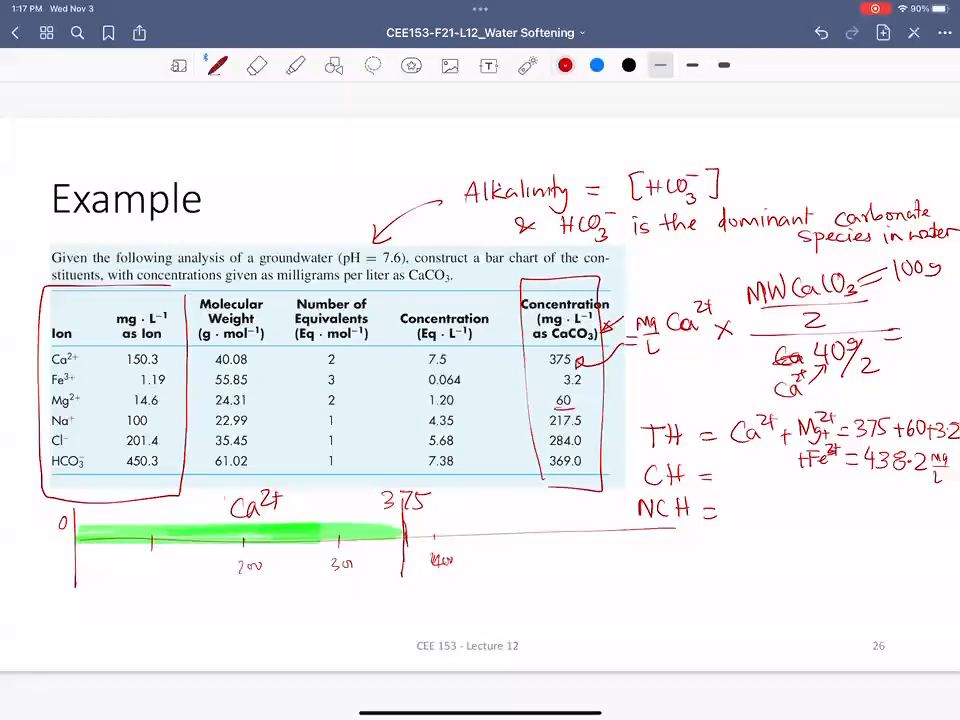 1:17 PM Wed Nov 3
90%
CEE153-F21-L12_Water Softening
Example
Alkalinity = [HCO₃⁻]
& HCO₃⁻ is the dominant carbonate
species in water
Given the following analysis of a groundwater (pH = 7.6), construct a bar chart of the con-
stituents, with concentrations given as milligrams per liter as CaCO₃.
Ion mg · L⁻¹ as Ion Molecular Weight (g · mol⁻¹) Number of Equivalents (Eq · mol⁻¹) Concentration (Eq · L⁻¹) Concentration (mg · L⁻¹ as CaCO₃)
Ca²⁺ 150.3 40.08 2 7.5 375
Fe³⁺ 1.19 55.85 3 0.064 3.2
Mg²⁺ 14.6 24.31 2 1.20 60
Na⁺ 100 22.99 1 4.35 217.5
Cl⁻ 201.4 35.45 1 5.68 284.0
HCO₃⁻ 450.3 61.02 1 7.38 369.0
= mg/L Ca²⁺ × MWCaCO₃ = 100g
2
40g/2 =
Ca²⁺
TH = Ca²⁺ + Mg²⁺ = 375+60+3.2
+Fe²⁺ = 438.2 mg/L
CH =
NCH =
Ca²⁺ 375
0
200 300 400
CEE 153 - Lecture 12
26